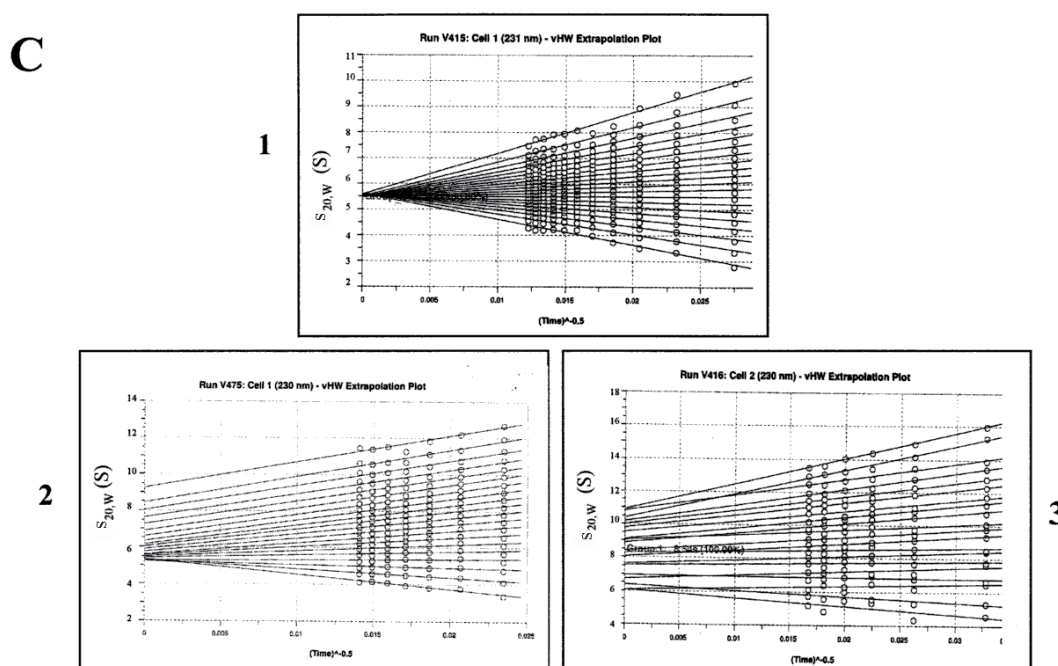 C
1
Run V415: Cell 1 (231 nm) - vHW Extrapolation Plot
S20,W (S)
11
10
9
8
7
6
5
4
3
2
0 0.005 0.01 0.015 0.02 0.025
(Time)^-0.5
2
Run V475: Cell 1 (230 nm) - vHW Extrapolation Plot
S20,W (S)
14
12
10
8
6
4
2
0 0.005 0.01 0.015 0.02 0.025
(Time)^-0.5
3
Run V416: Cell 2 (230 nm) - vHW Extrapolation Plot
S20,W (S)
18
16
14
12
10
8
6
4
0 0.005 0.01 0.015 0.02 0.025 0.03
(Time)^-0.5